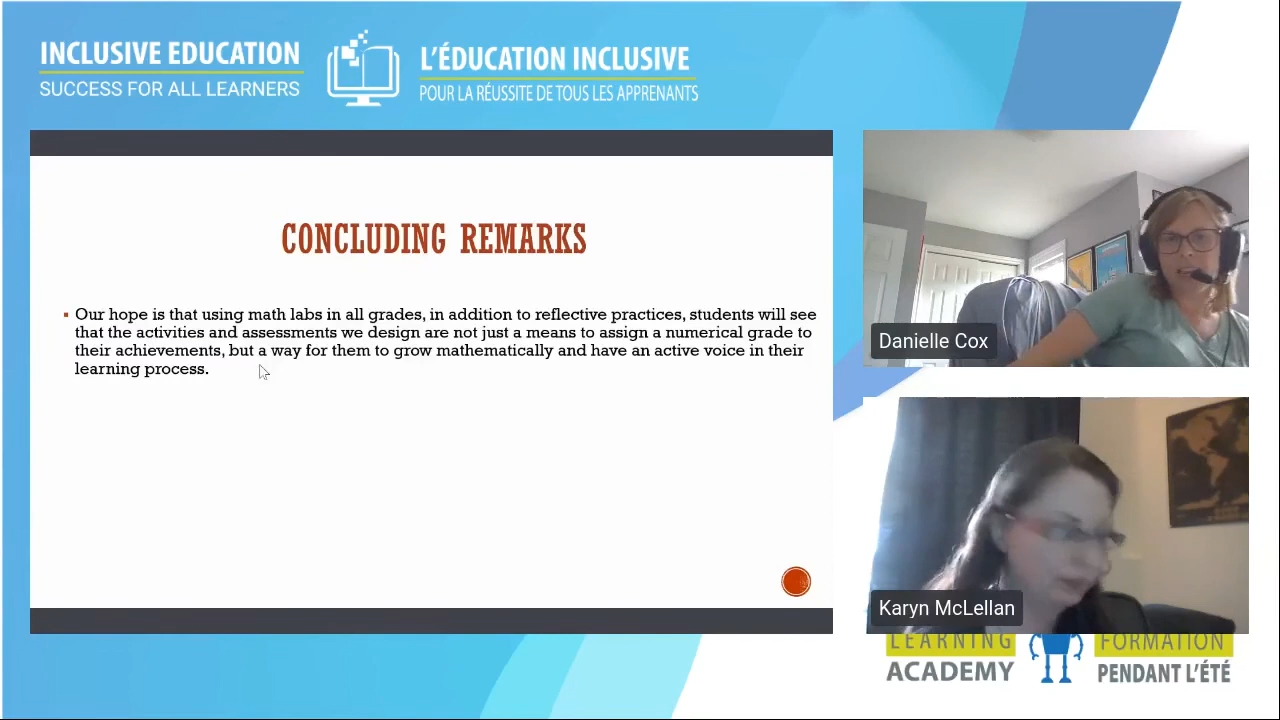 INCLUSIVE EDUCATION
SUCCESS FOR ALL LEARNERS
L'ÉDUCATION INCLUSIVE
POUR LA RÉUSSITE DE TOUS LES APPRENANTS
CONCLUDING REMARKS
Our hope is that using math labs in all grades, in addition to reflective practices, students will see
that the activities and assessments we design are not just a means to assign a numerical grade to
their achievements, but a way for them to grow mathematically and have an active voice in their
learning process.
Danielle Cox
Karyn McLellan
LEARNING
ACADEMY
FORMATION
PENDANT L'ÉTÉ